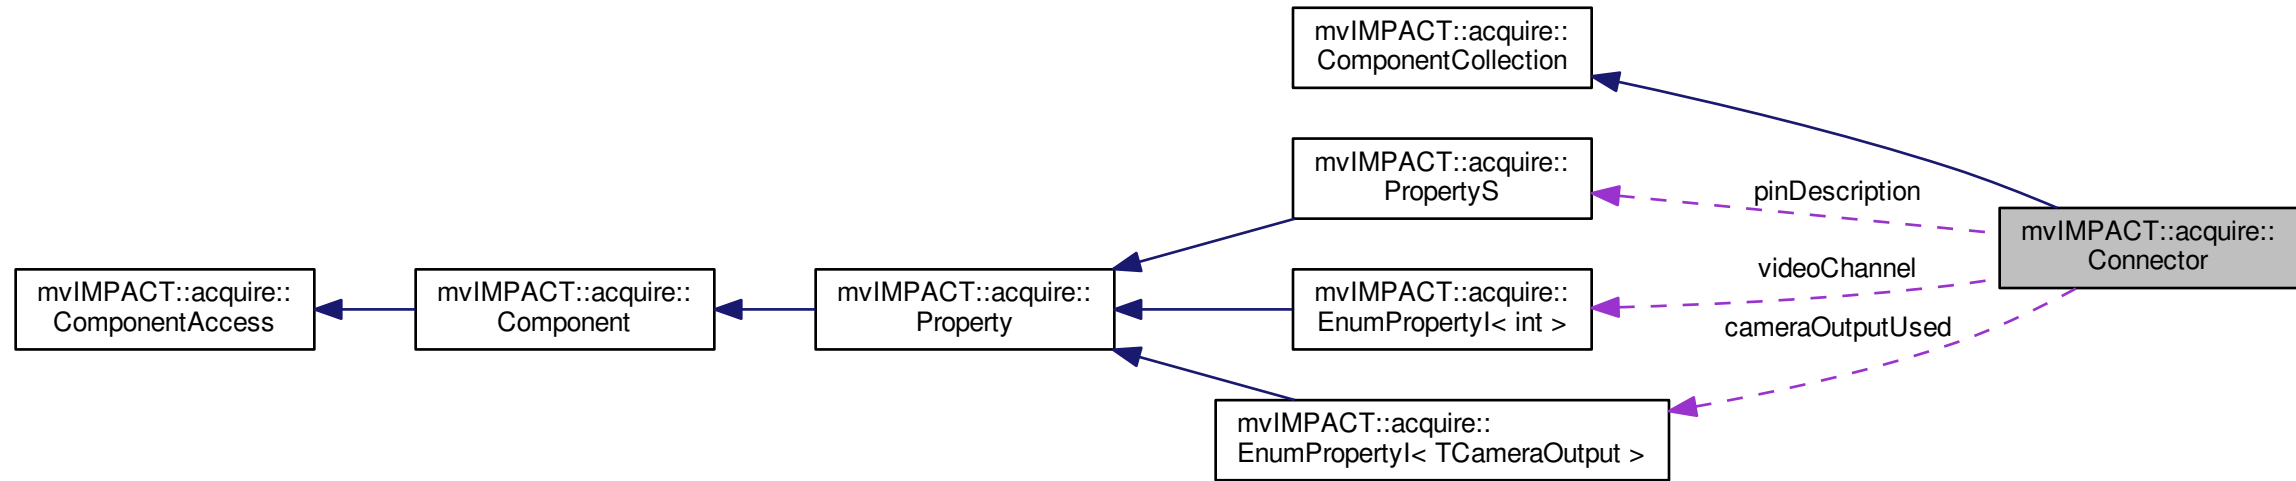 mvIMPACT::acquire::
ComponentCollection
mvIMPACT::acquire::
PropertyS
pinDescription
mvIMPACT::acquire::
Connector
videoChannel
mvIMPACT::acquire::
ComponentAccess
mvIMPACT::acquire::
Component
mvIMPACT::acquire::
Property
mvIMPACT::acquire::
EnumPropertyI< int >
cameraOutputUsed
mvIMPACT::acquire::
EnumPropertyI< TCameraOutput >